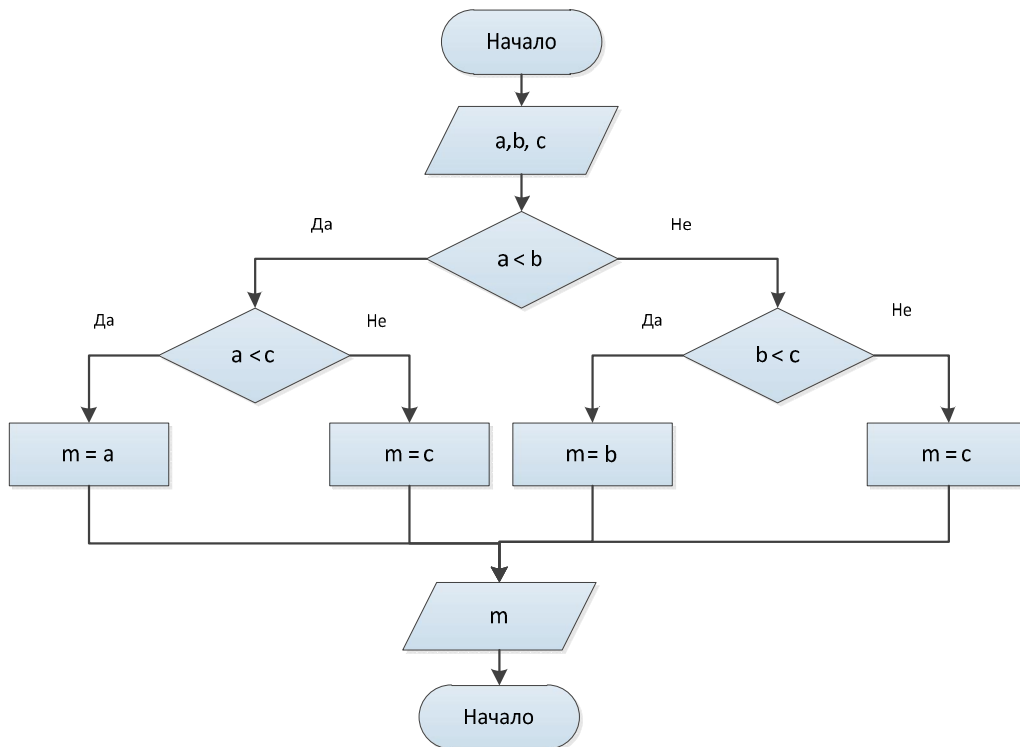 Начало
a,b, c
Да
Не
a < b
Да
Не
Да
Не
a < c
b < c
m = a
m = c
m= b
m = c
m
Начало